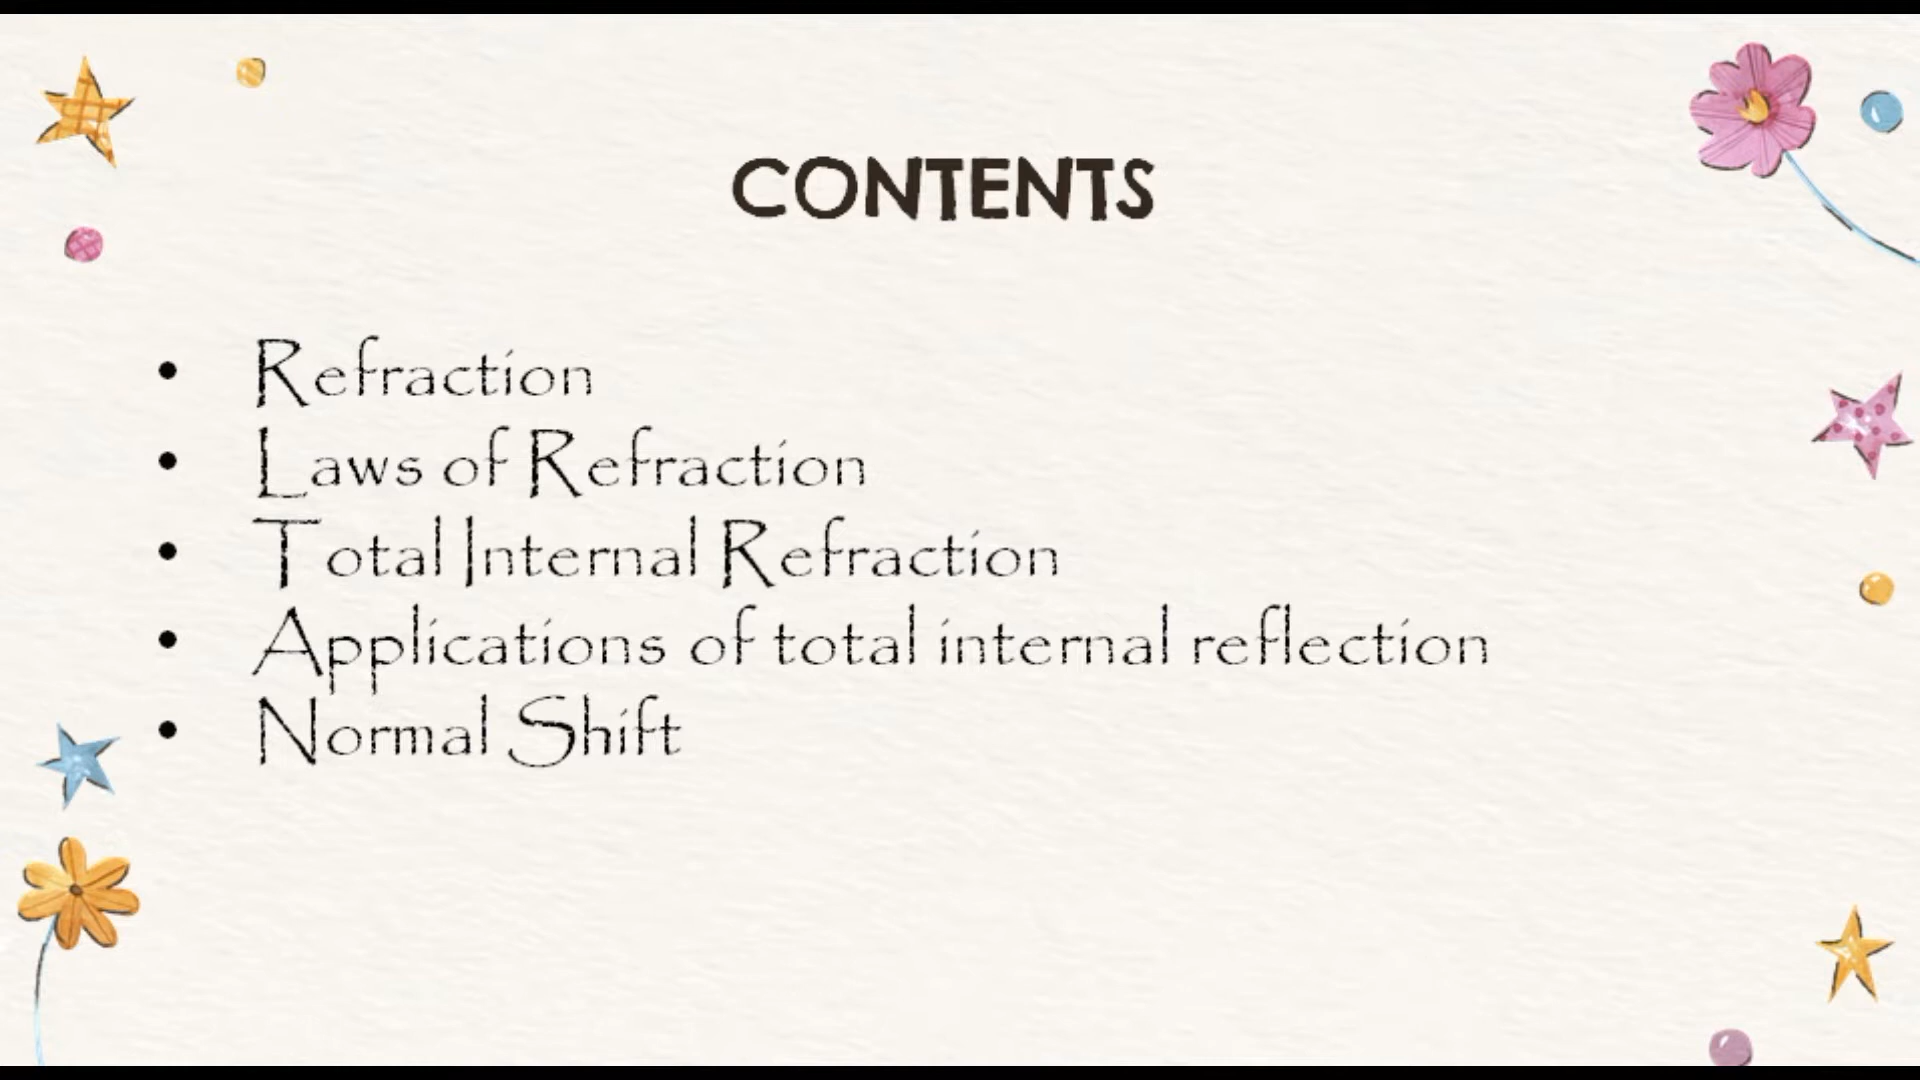 CONTENTS
• Refraction
• Laws of Refraction
• Total Internal Refraction
• Applications of total internal reflection
• Normal Shift